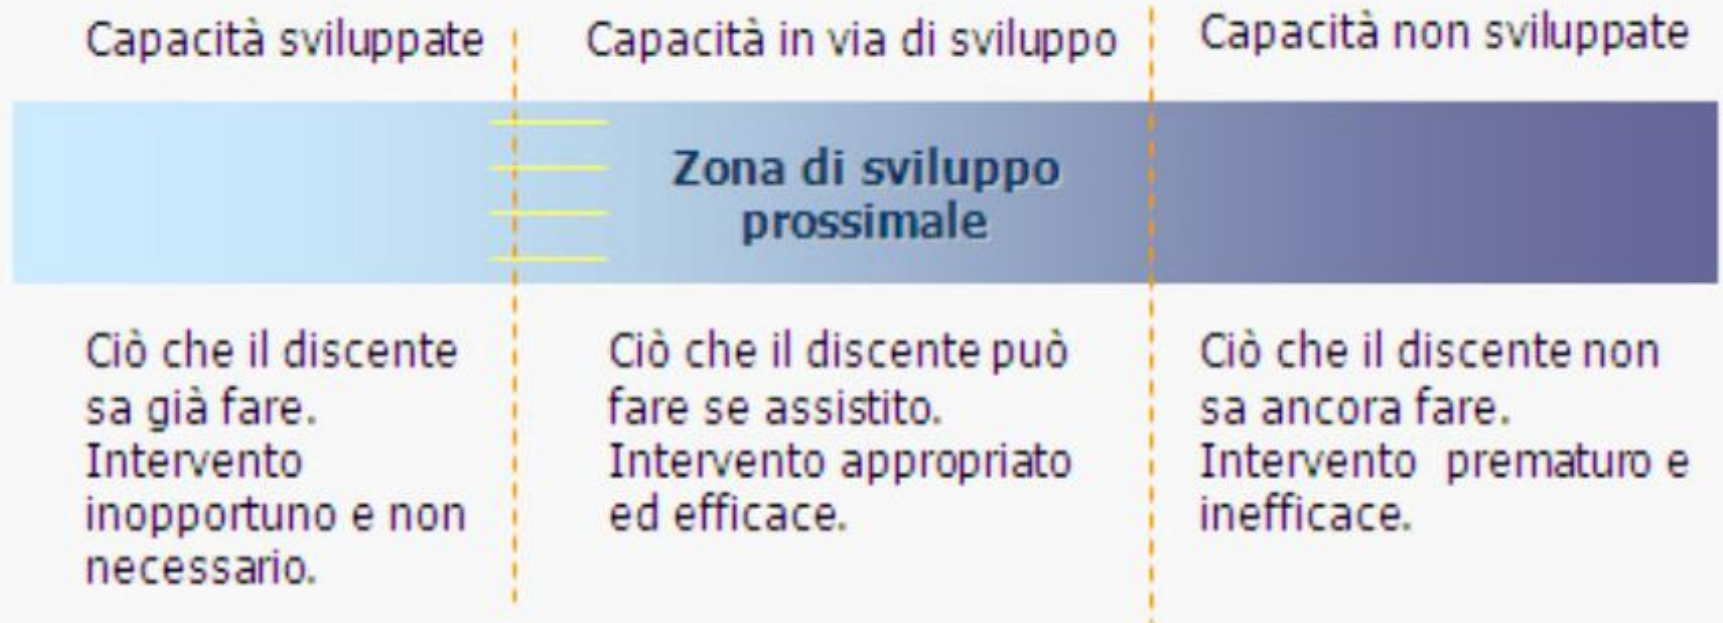 Capacità sviluppate
Capacità in via di sviluppo
Capacità non sviluppate
Zona di sviluppo
prossimale
Ciò che il discente
sa già fare.
Intervento
inopportuno e non
necessario.
Ciò che il discente può
fare se assistito.
Intervento appropriato
ed efficace.
Ciò che il discente non
sa ancora fare.
Intervento prematuro e
inefficace.